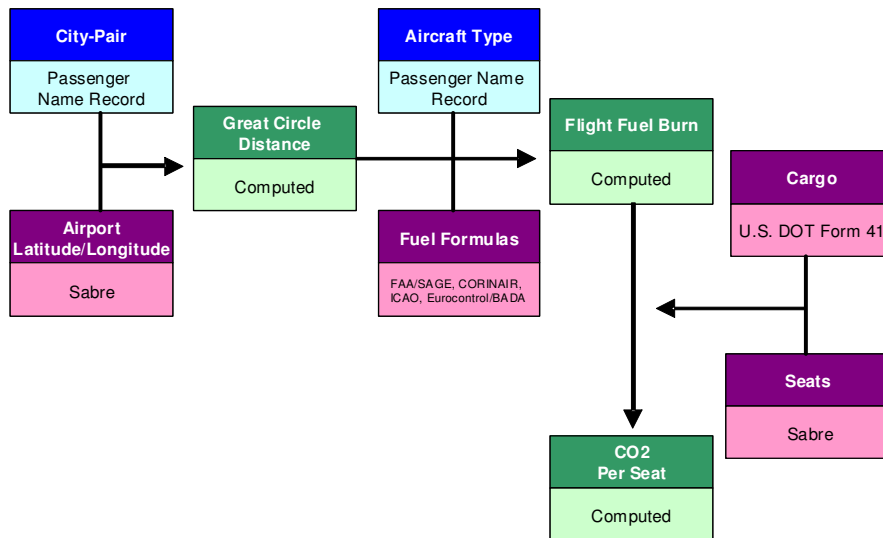 City-Pair
Passenger
Name Record
Aircraft Type
Passenger Name
Record
Great Circle
Distance
Computed
Flight Fuel Burn
Computed
Cargo
U.S. DOT Form 41
Airport
Latitude/Longitude
Sabre
Fuel Formulas
FAA/SAGE, CORINAIR,
ICAO, Eurocontrol/BADA
Seats
Sabre
CO2
Per Seat
Computed